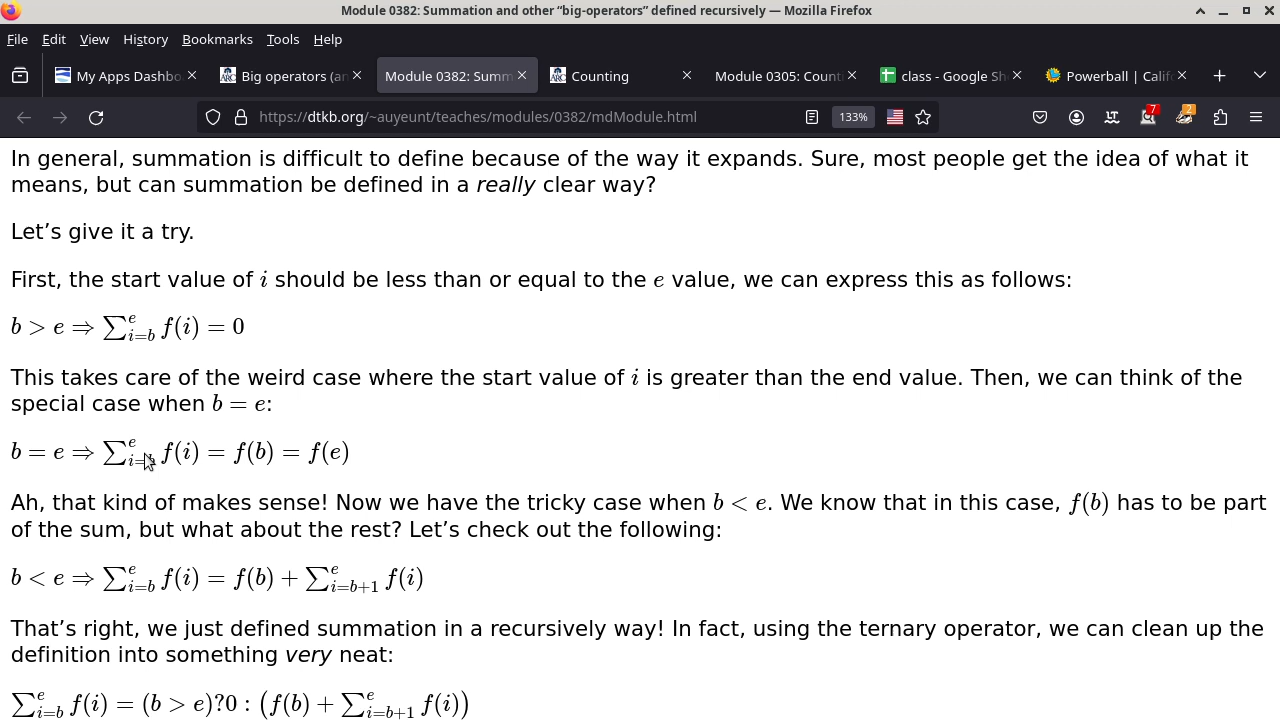 Module 0382: Summation and other “big-operators” defined recursively — Mozilla Firefox
File Edit View History Bookmarks Tools Help
My Apps Dashbo Big operators (an Module 0382: Summ Counting Module 0305: Counti class - Google Sh Powerball | Calif
https://dtkb.org/~auyeunt/teaches/modules/0382/mdModule.html 133% 7 2
In general, summation is difficult to define because of the way it expands. Sure, most people get the idea of what it
means, but can summation be defined in a really clear way?
Let’s give it a try.
First, the start value of i should be less than or equal to the e value, we can express this as follows:
b > e ⇒ ∑_{i=b}^{e} f(i) = 0
This takes care of the weird case where the start value of i is greater than the end value. Then, we can think of the
special case when b = e:
b = e ⇒ ∑_{i=}^{e} f(i) = f(b) = f(e)
Ah, that kind of makes sense! Now we have the tricky case when b < e. We know that in this case, f(b) has to be part
of the sum, but what about the rest? Let’s check out the following:
b < e ⇒ ∑_{i=b}^{e} f(i) = f(b) + ∑_{i=b+1}^{e} f(i)
That’s right, we just defined summation in a recursively way! In fact, using the ternary operator, we can clean up the
definition into something very neat:
∑_{i=b}^{e} f(i) = (b > e)?0 : (f(b) + ∑_{i=b+1}^{e} f(i))